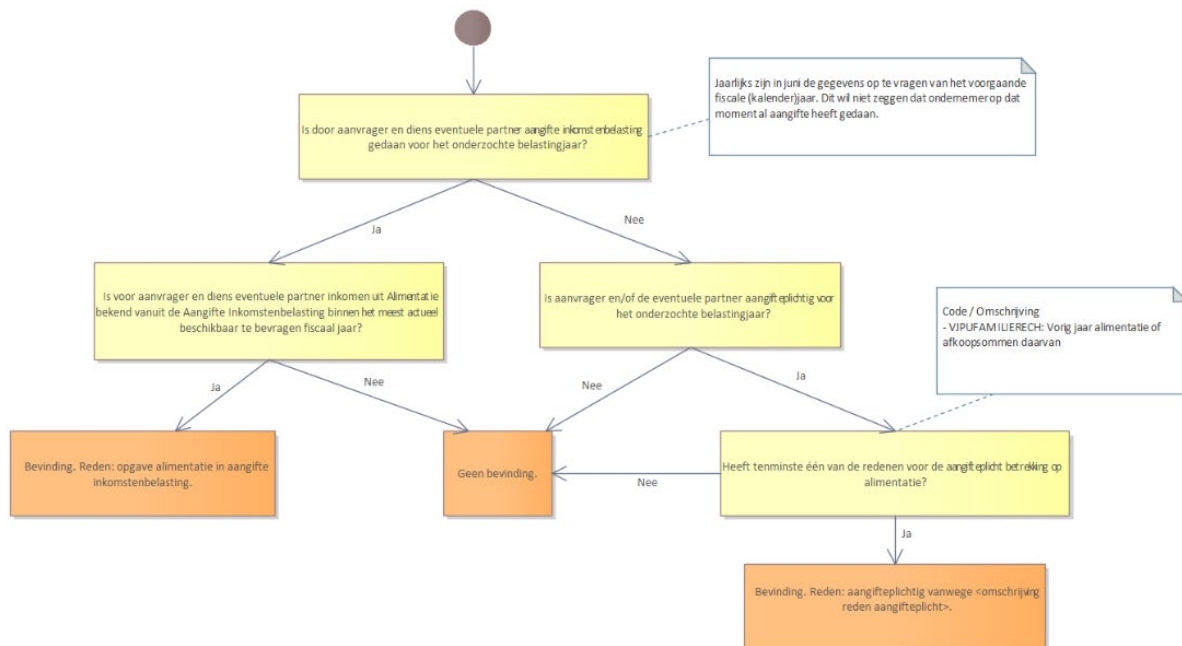 Jaarlijks zijn in juni de gegevens op te vragen van het voorgaande
fiscale (kalender)jaar. Dit wil niet zeggen dat ondernemer op dat
moment al aangifte heeft gedaan.
Is door aanvrager en diens eventuele partner aangifte inkomstenbelasting
gedaan voor het onderzochte belastingjaar?
Ja
Nee
Is voor aanvrager en diens eventuele partner inkomen uit Alimentatie
bekend vanuit de Aangifte Inkomstenbelasting binnen het meest actueel
beschikbaar te bevragen fiscaal jaar?
Is aanvrager en/of de eventuele partner aangifteplichtig voor
het onderzochte belastingjaar?
Code / Omschrijving
- VJPUFAMILIERECH: Vorig jaar alimentatie of
afkoopsommen daarvan
Ja
Nee
Nee
Ja
Bevinding. Reden: opgave alimentatie in aangifte
inkomstenbelasting.
Geen bevinding.
Nee
Heeft tenminste één van de redenen voor de aangifteplicht betrekking op
alimentatie?
Ja
Bevinding. Reden: aangifteplichtig vanwege <omschrijving
reden aangifteplicht>.